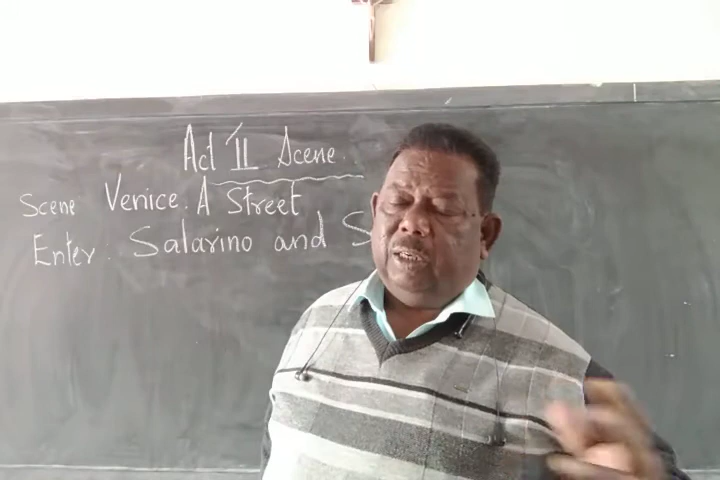 Act II Scene
Scene Venice. A Street
Enter. Salarino and S